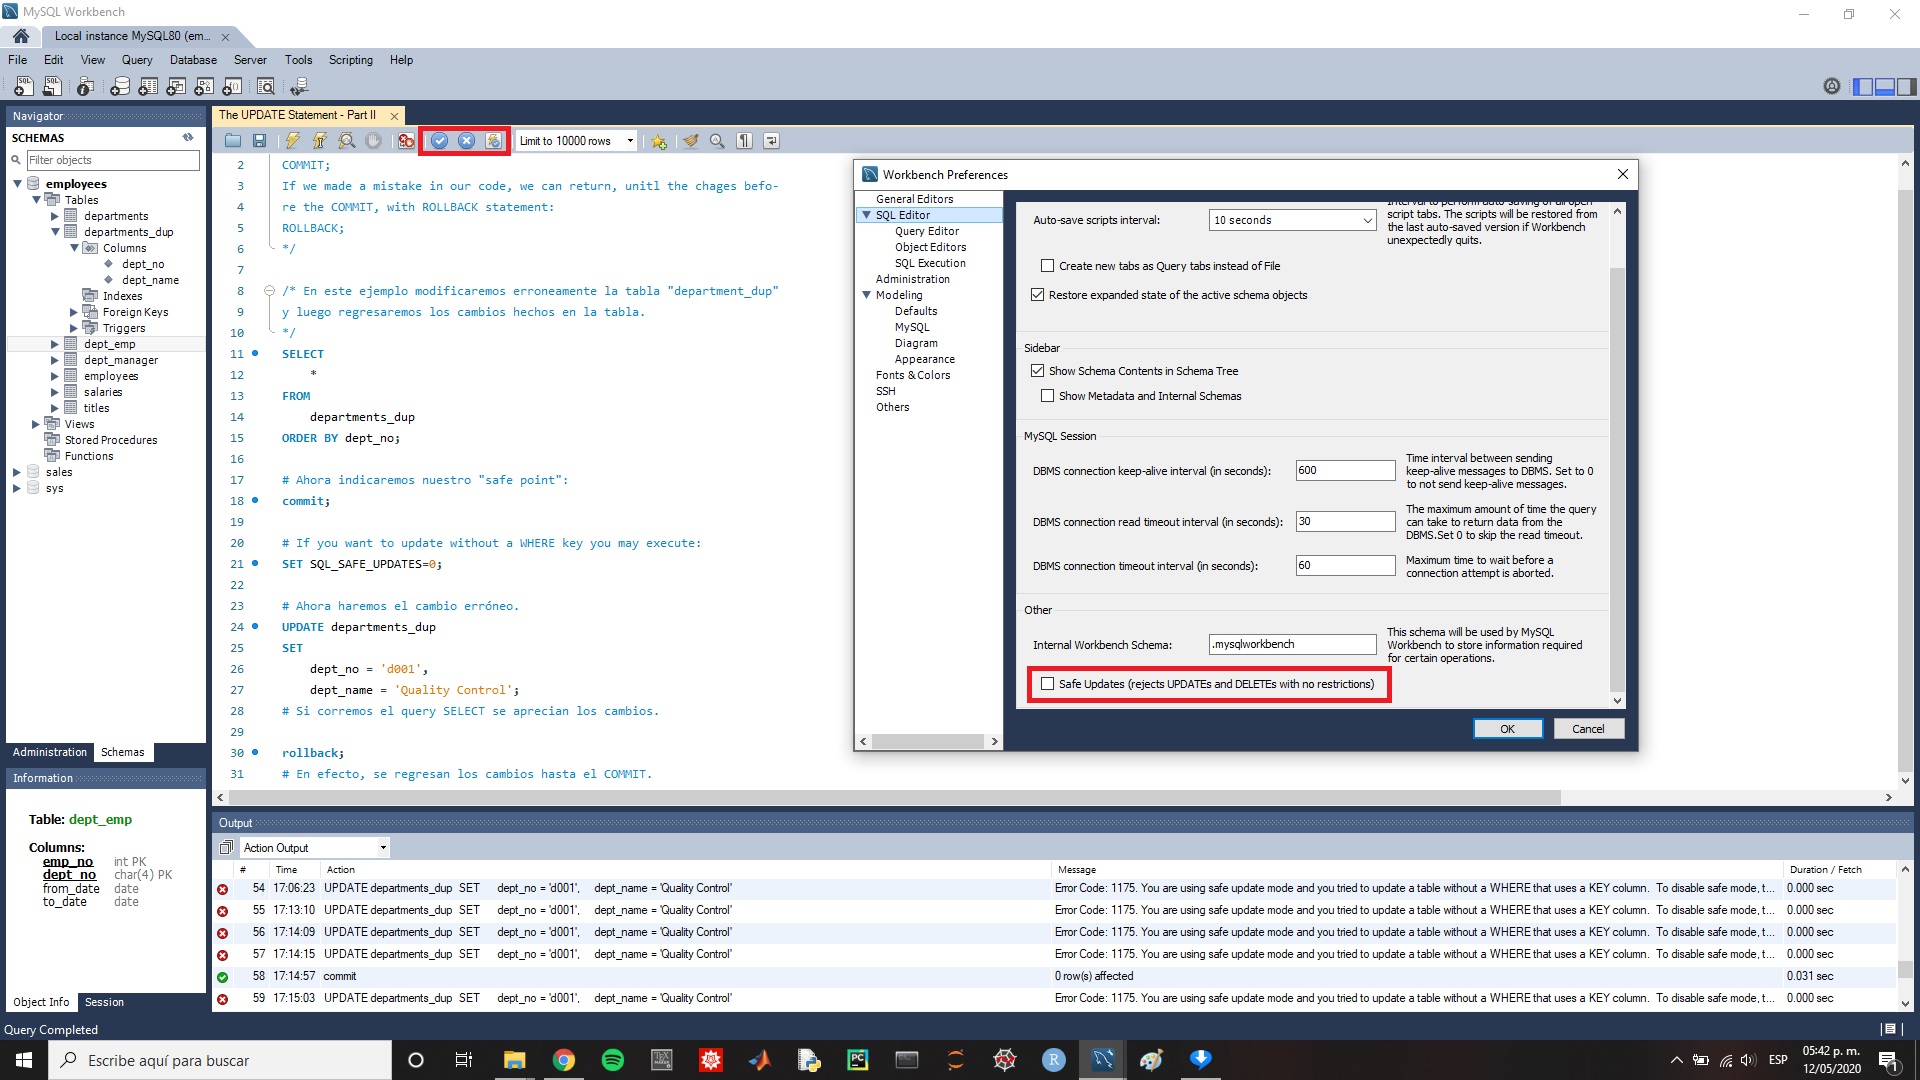 MySQL Workbench
Local instance MySQL80 (em...
File Edit View Query Database Server Tools Scripting Help
Navigator
SCHEMAS
Filter objects
employees
Tables
departments
departments_dup
Columns
dept_no
dept_name
Indexes
Foreign Keys
Triggers
dept_emp
dept_manager
employees
salaries
titles
Views
Stored Procedures
Functions
sales
sys
Administration Schemas
Information
Table: dept_emp
Columns:
emp_no int PK
dept_no char(4) PK
from_date date
to_date date
Object Info Session
The UPDATE Statement - Part II
Limit to 10000 rows
2 COMMIT;
3 If we made a mistake in our code, we can return, unitl the chages befo-
4 re the COMMIT, with ROLLBACK statement:
5 ROLLBACK;
6 */
7
8 /* En este ejemplo modificaremos erroneamente la tabla "department_dup"
9 y luego regresaremos los cambios hechos en la tabla.
10 */
11 SELECT
12 *
13 FROM
14 departments_dup
15 ORDER BY dept_no;
16
17 # Ahora indicaremos nuestro "safe point":
18 commit;
19
20 # If you want to update without a WHERE key you may execute:
21 SET SQL_SAFE_UPDATES=0;
22
23 # Ahora haremos el cambio erróneo.
24 UPDATE departments_dup
25 SET
26 dept_no = 'd001',
27 dept_name = 'Quality Control';
28 # Si corremos el query SELECT se aprecian los cambios.
29
30 rollback;
31 # En efecto, se regresan los cambios hasta el COMMIT.
Workbench Preferences
General Editors
SQL Editor
Query Editor
Object Editors
SQL Execution
Administration
Modeling
Defaults
MySQL
Diagram
Appearance
Fonts & Colors
SSH
Others
Auto-save scripts interval: 10 seconds
Interval to perform auto-saving of all open
script tabs. The scripts will be restored from
the last auto-saved version if Workbench
unexpectedly quits.
Create new tabs as Query tabs instead of File
Restore expanded state of the active schema objects
Sidebar
Show Schema Contents in Schema Tree
Show Metadata and Internal Schemas
MySQL Session
DBMS connection keep-alive interval (in seconds): 600
Time interval between sending
keep-alive messages to DBMS. Set to 0
to not send keep-alive messages.
DBMS connection read timeout interval (in seconds): 30
The maximum amount of time the query
can take to return data from the
DBMS.Set 0 to skip the read timeout.
DBMS connection timeout interval (in seconds): 60
Maximum time to wait before a
connection attempt is aborted.
Other
Internal Workbench Schema: .mysqlworkbench
This schema will be used by MySQL
Workbench to store information required
for certain operations.
Safe Updates (rejects UPDATEs and DELETEs with no restrictions)
OK Cancel
Output
Action Output
# Time Action Message Duration / Fetch
54 17:06:23 UPDATE departments_dup SET dept_no = 'd001', dept_name = 'Quality Control' Error Code: 1175. You are using safe update mode and you tried to update a table without a WHERE that uses a KEY column. To disable safe mode, t... 0.000 sec
55 17:13:10 UPDATE departments_dup SET dept_no = 'd001', dept_name = 'Quality Control' Error Code: 1175. You are using safe update mode and you tried to update a table without a WHERE that uses a KEY column. To disable safe mode, t... 0.000 sec
56 17:14:09 UPDATE departments_dup SET dept_no = 'd001', dept_name = 'Quality Control' Error Code: 1175. You are using safe update mode and you tried to update a table without a WHERE that uses a KEY column. To disable safe mode, t... 0.000 sec
57 17:14:15 UPDATE departments_dup SET dept_no = 'd001', dept_name = 'Quality Control' Error Code: 1175. You are using safe update mode and you tried to update a table without a WHERE that uses a KEY column. To disable safe mode, t... 0.000 sec
58 17:14:57 commit 0 row(s) affected 0.031 sec
59 17:15:03 UPDATE departments_dup SET dept_no = 'd001', dept_name = 'Quality Control' Error Code: 1175. You are using safe update mode and you tried to update a table without a WHERE that uses a KEY column. To disable safe mode, t... 0.000 sec
Query Completed
Escribe aquí para buscar
ESP
05:42 p. m.
12/05/2020
1